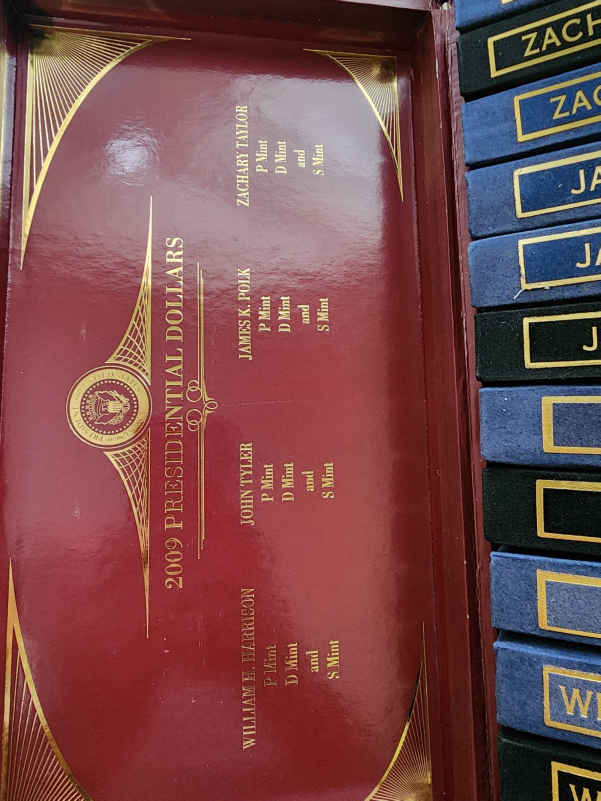 2009 PRESIDENTIAL DOLLARS
WILLIAM H. HARRISON
P Mint
D Mint
and
S Mint
JOHN TYLER
P Mint
D Mint
and
S Mint
JAMES K. POLK
P Mint
D Mint
and
S Mint
ZACHARY TAYLOR
P Mint
D Mint
and
S Mint
ZACH
ZAC
JA
JA
J
WI
W